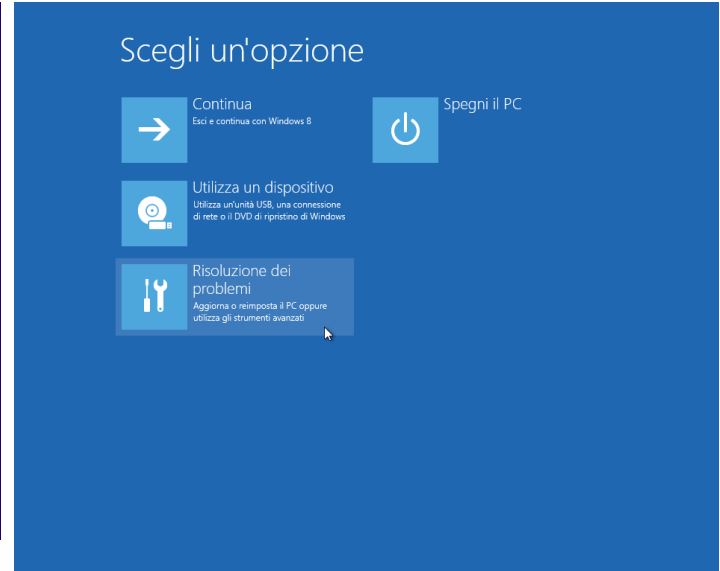 Scegli un'opzione
Continua
Esci e continua con Windows 8
Spegni il PC
Utilizza un dispositivo
Utilizza un'unità USB, una connessione
di rete o il DVD di ripristino di Windows
Risoluzione dei
problemi
Aggiorna o reimposta il PC oppure
utilizza gli strumenti avanzati